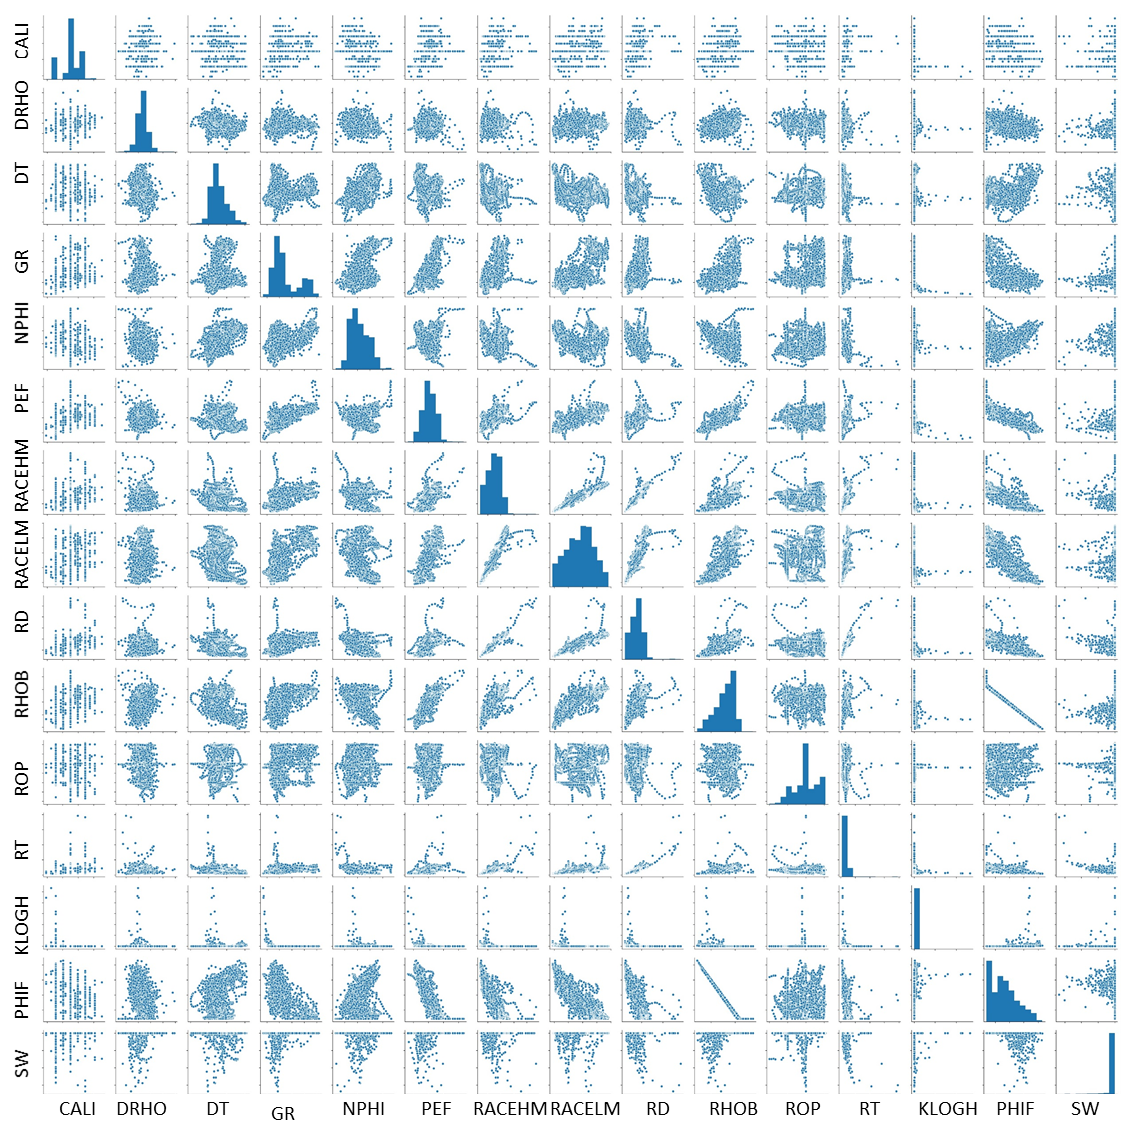 CALI
DRHO
DT
GR
NPHI
PEF
RACEHM
RACELM
RD
RHOB
ROP
RT
KLOGH
PHIF
SW
CALI DRHO DT GR NPHI PEF RACEHM RACELM RD RHOB ROP RT KLOGH PHIF SW